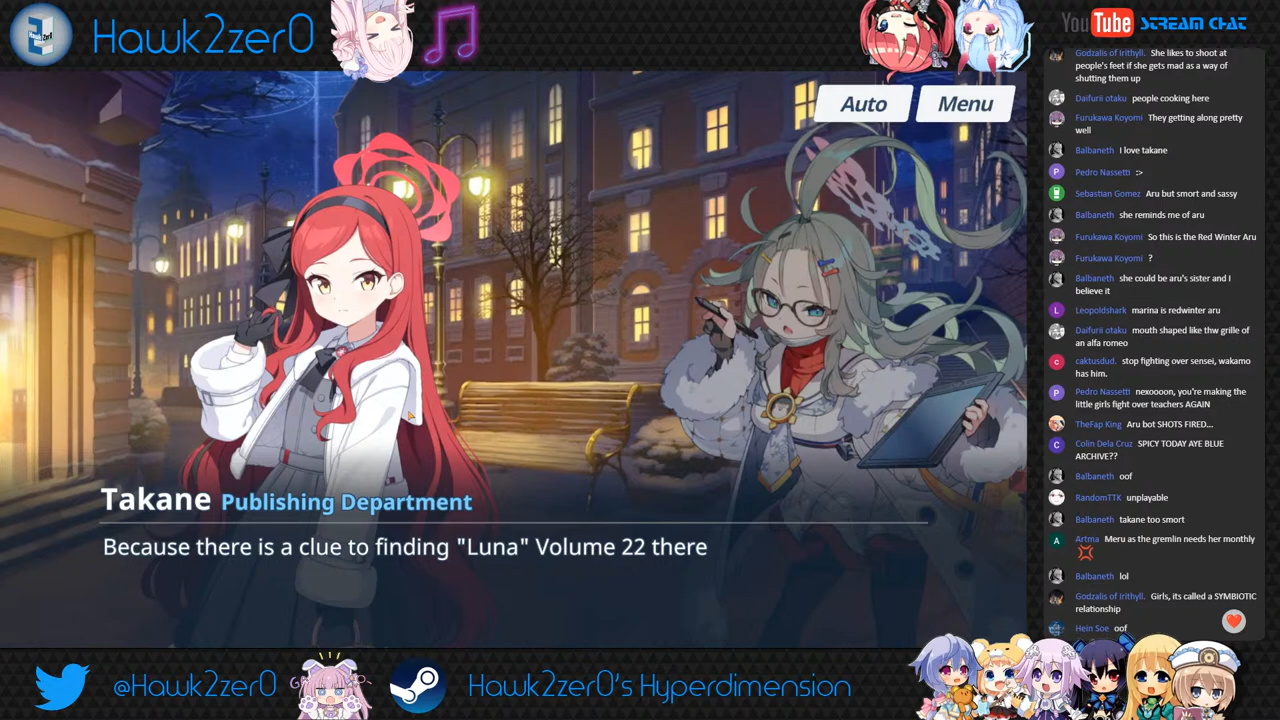 Hawk2zer0
You Tube STREAM CHAT
Auto
Menu
Takane Publishing Department
Because there is a clue to finding "Luna" Volume 22 there
Godzalis of Irithyll. She likes to shoot at
people's feet if she gets mad as a way of
shutting them up
Daifurii otaku people cooking here
Furukawa Koyomi They getting along pretty
well
Balbaneth I love takane
P Pedro Nassetti :>
Sebastian Gomez Aru but smort and sassy
Balbaneth she reminds me of aru
Furukawa Koyomi So this is the Red Winter Aru
Furukawa Koyomi ?
Balbaneth she could be aru's sister and I
believe it
L Leopoldshark marina is redwinter aru
Daifurii otaku mouth shaped like thw grille of
an alfa romeo
c caktusdud. stop fighting over sensei, wakamo
has him.
P Pedro Nassetti nexooooon, you're making the
little girls fight over teachers AGAIN
TheFap King Aru bot SHOTS FIRED...
C Colin Dela Cruz SPICY TODAY AYE BLUE
ARCHIVE??
Balbaneth oof
RandomTTK unplayable
Balbaneth takane too smort
A Artma Meru as the gremlin needs her monthly
Balbaneth lol
Godzalis of Irithyll. Girls, its called a SYMBIOTIC
relationship
Hein Soe oof
@Hawk2zer0
Hawk2zer0's Hyperdimension